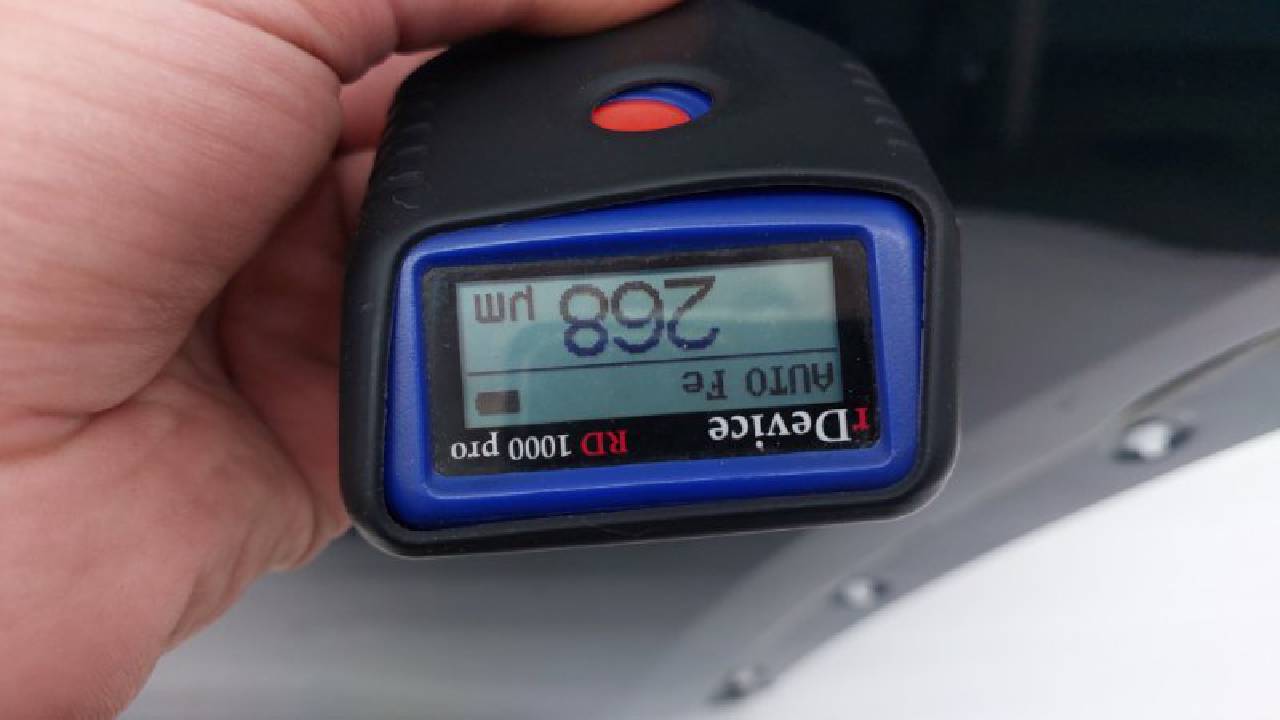 rDevice RD 1000 pro
AUTO Fe
268 µm